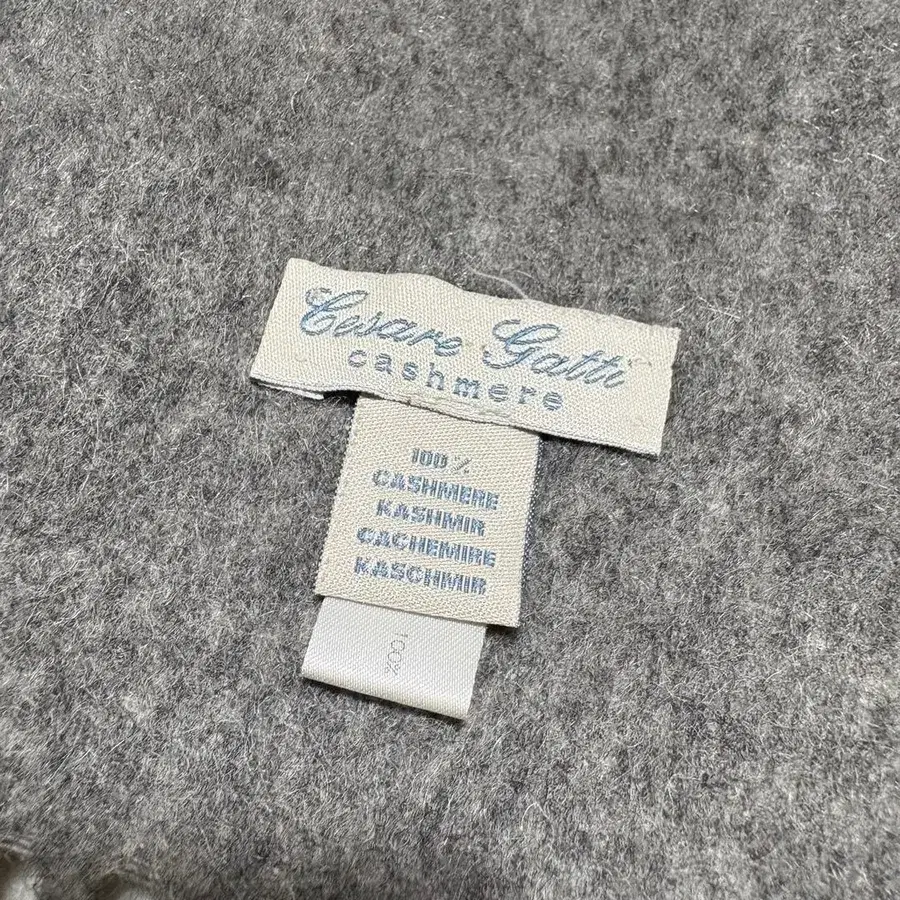 Cesare Gatti
cashmere
100 %
CASHMERE
KASHMIR
CACHEMIRE
KASCHMIR
100%